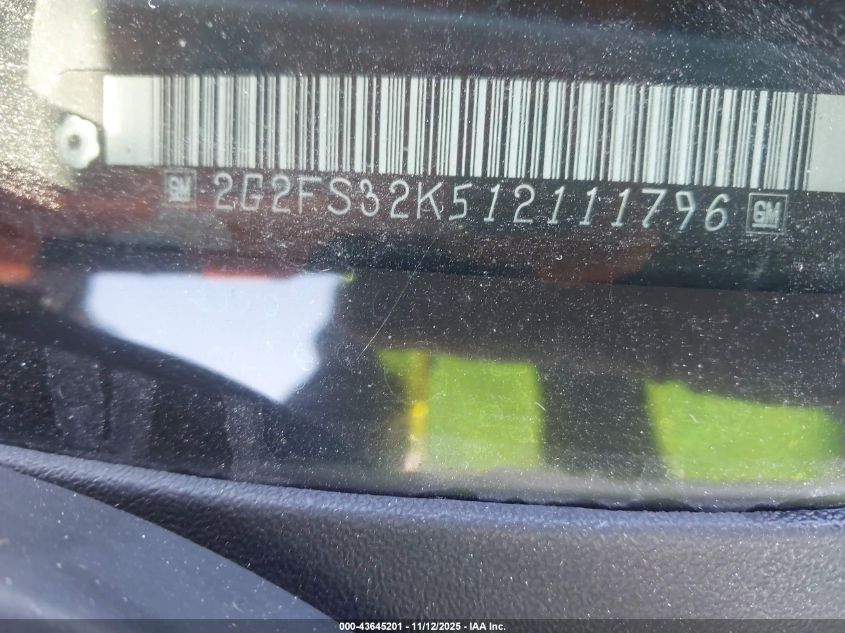 GM 2G2FS32K512111796 GM
000-43645201 - 11/12/2025 - IAA Inc.